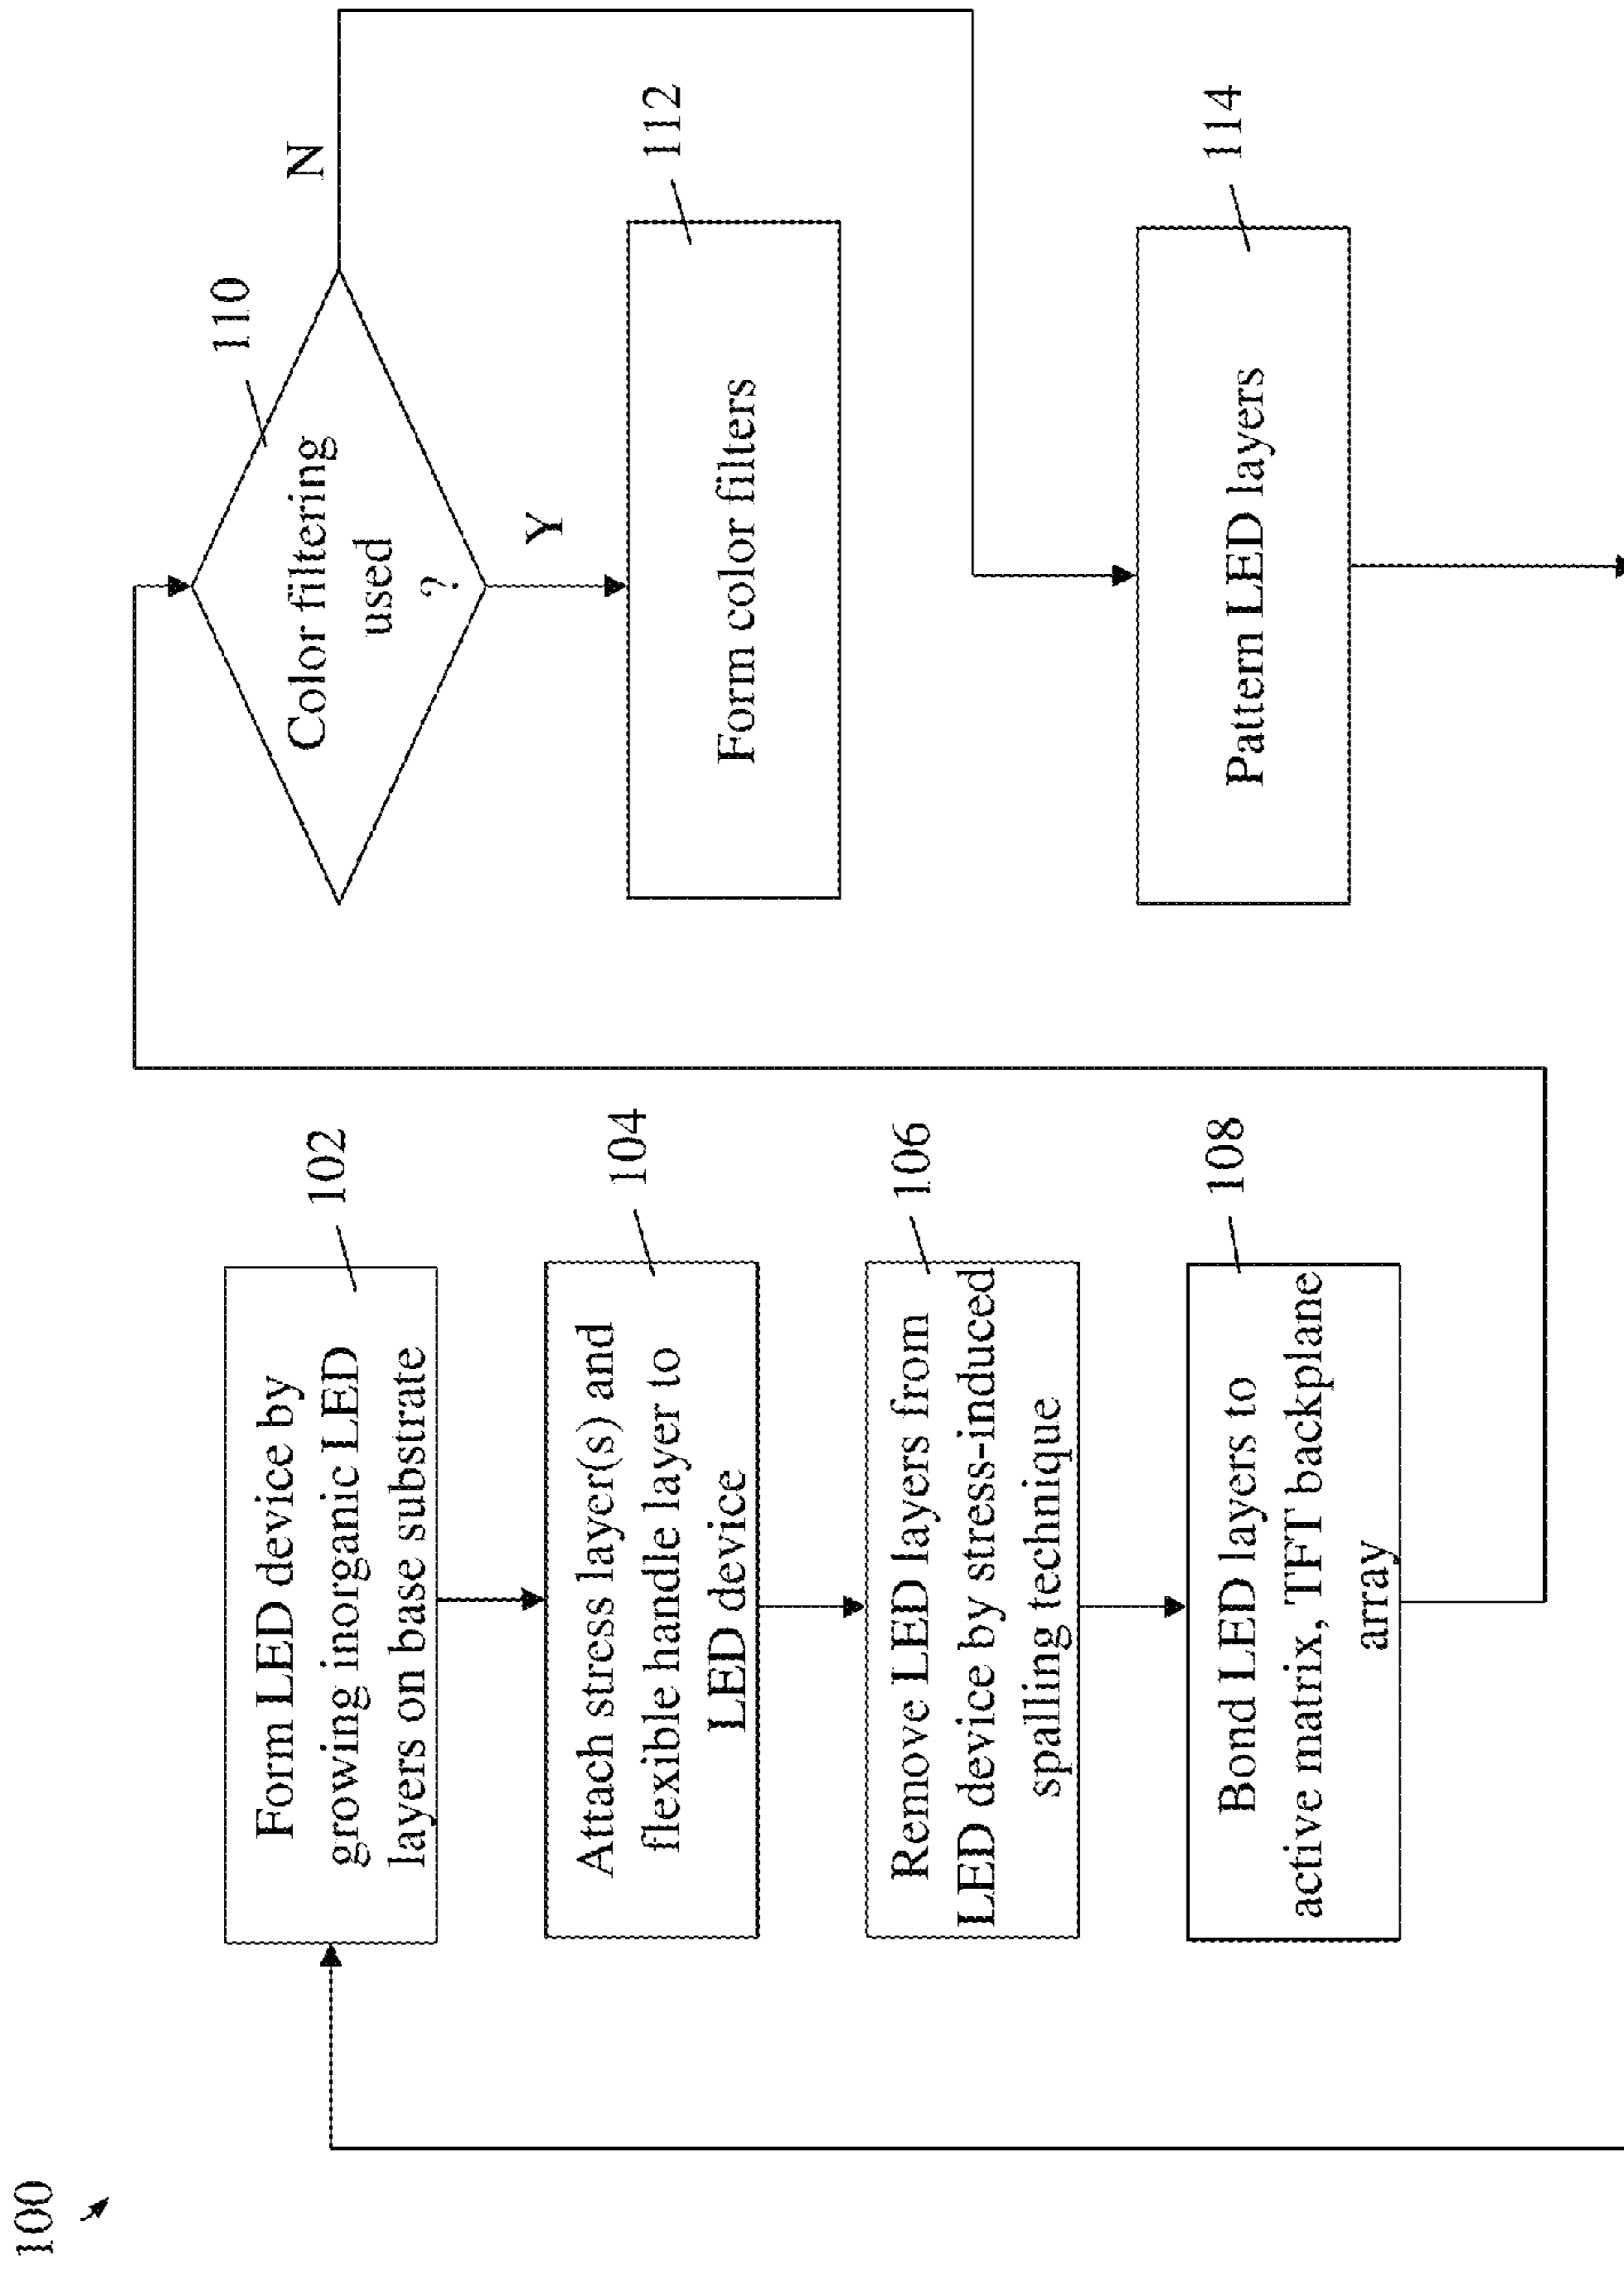 100
Form LED device by
growing inorganic LED
layers on base substrate
102
Attach stress layer(s) and
flexible handle layer to
LED device
104
Remove LED layers from
LED device by stress-induced
spalling technique
106
Bond LED layers to
active matrix, TFT backplane
array
108
110
Color filtering
used
?
N
Y
Form color filters
112
Pattern LED layers
114